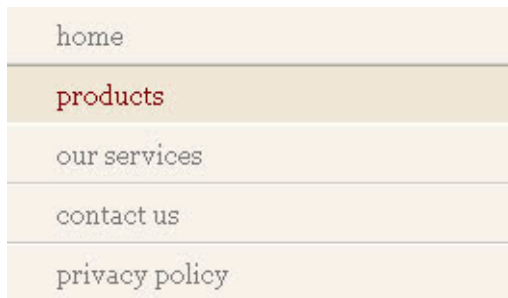 home
products
our services
contact us
privacy policy